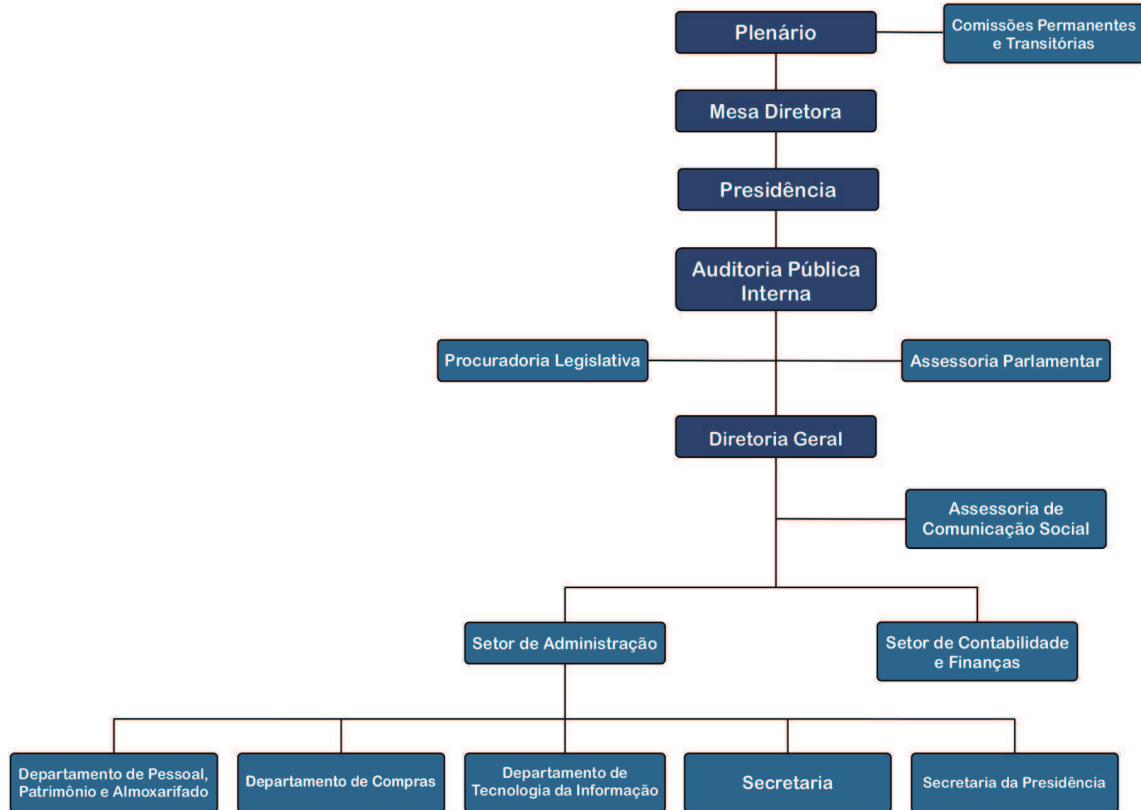 Plenário
Comissões Permanentes
e Transitórias
Mesa Diretora
Presidência
Auditoria Pública
Interna
Procuradoria Legislativa
Assessoria Parlamentar
Diretoria Geral
Assessoria de
Comunicação Social
Setor de Administração
Setor de Contabilidade
e Finanças
Departamento de Pessoal,
Patrimônio e Almoxarifado
Departamento de Compras
Departamento de
Tecnologia da Informação
Secretaria
Secretaria da Presidência